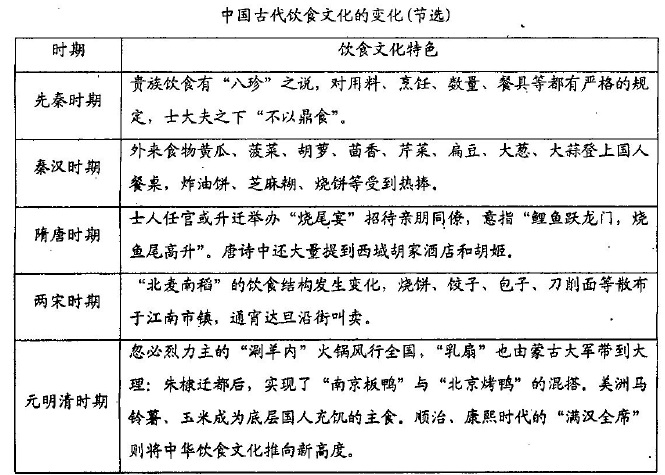 中国古代饮食文化的变化(节选)
时期 饮食文化特色
先秦时期 贵族饮食有“八珍”之说，对用料、烹饪、数量、餐具等都有严格的规
定，士大夫之下“不以鼎食”。
秦汉时期 外来食物黄瓜、菠菜、胡萝、茴香、芹菜、扁豆、大葱、大蒜登上国人
餐桌，炸油饼、芝麻糊、烧饼等受到热捧。
隋唐时期 士人任官或升迁举办“烧尾宴”招待亲朋同僚，意指“鲤鱼跃龙门，烧
鱼尾高升”。唐诗中还大量提到西域胡家酒店和胡姬。
两宋时期 “北麦南稻”的饮食结构发生变化，烧饼、饺子、包子、刀削面等散布
于江南市镇，通宵达旦沿街叫卖。
元明清时期 忽必烈力主的“涮羊内”火锅风行全国，“乳扇”也由蒙古大军带到大
理；朱棣迁都后，实现了“南京板鸭”与“北京烤鸭”的混搭。美洲马
铃薯、玉米成为底层国人充饥的主食。顺治、康熙时代的“满汉全席”
则将中华饮食文化推向新高度。